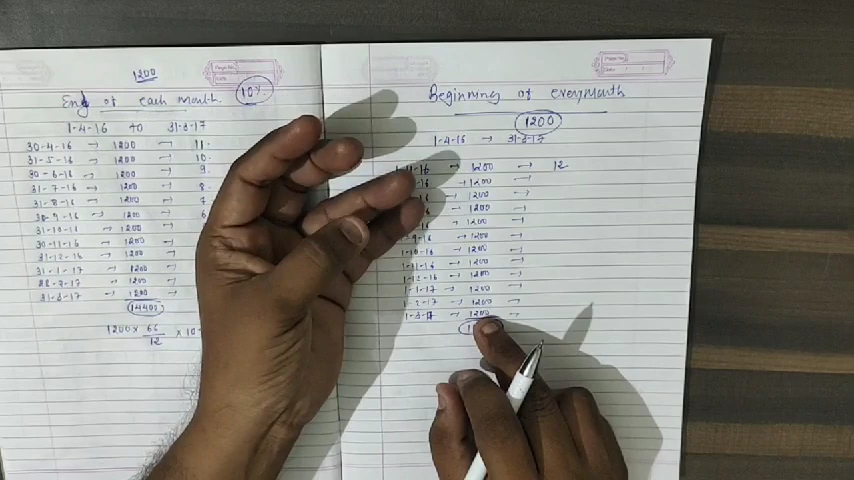 1200
End of each month 10%
1-4-16 to 31-3-17
30-4-16 → 1200 → 11
31-5-16 → 1200 → 10
30-6-16 → 1200 → 9
31-7-16 → 1200 → 8
31-8-16 → 1200 → 7
30-9-16 → 1200 → 6
1200 →
30-11-16 → 1200 →
31-12-16 → 1200 →
31-1-17 → 1200 →
28-2-17 → 1200 →
31-3-17 → 1200 →
14400
1200 × 66/12 × 10
Beginning of every month
1200
1-4-16 → 31-3-17
→ 1200 → 12
-16 → 1200 →
-16 → 1200 →
-16 → 1200 →
-16 → 1200 →
-9-16 → 1200 →
1-10-16 → 1200 →
1-11-16 → 1200 →
1-12-16 → 1200 →
1-1-17 → 1200 →
1-2-17 → 1200 →
1-3-17 → 1200 →